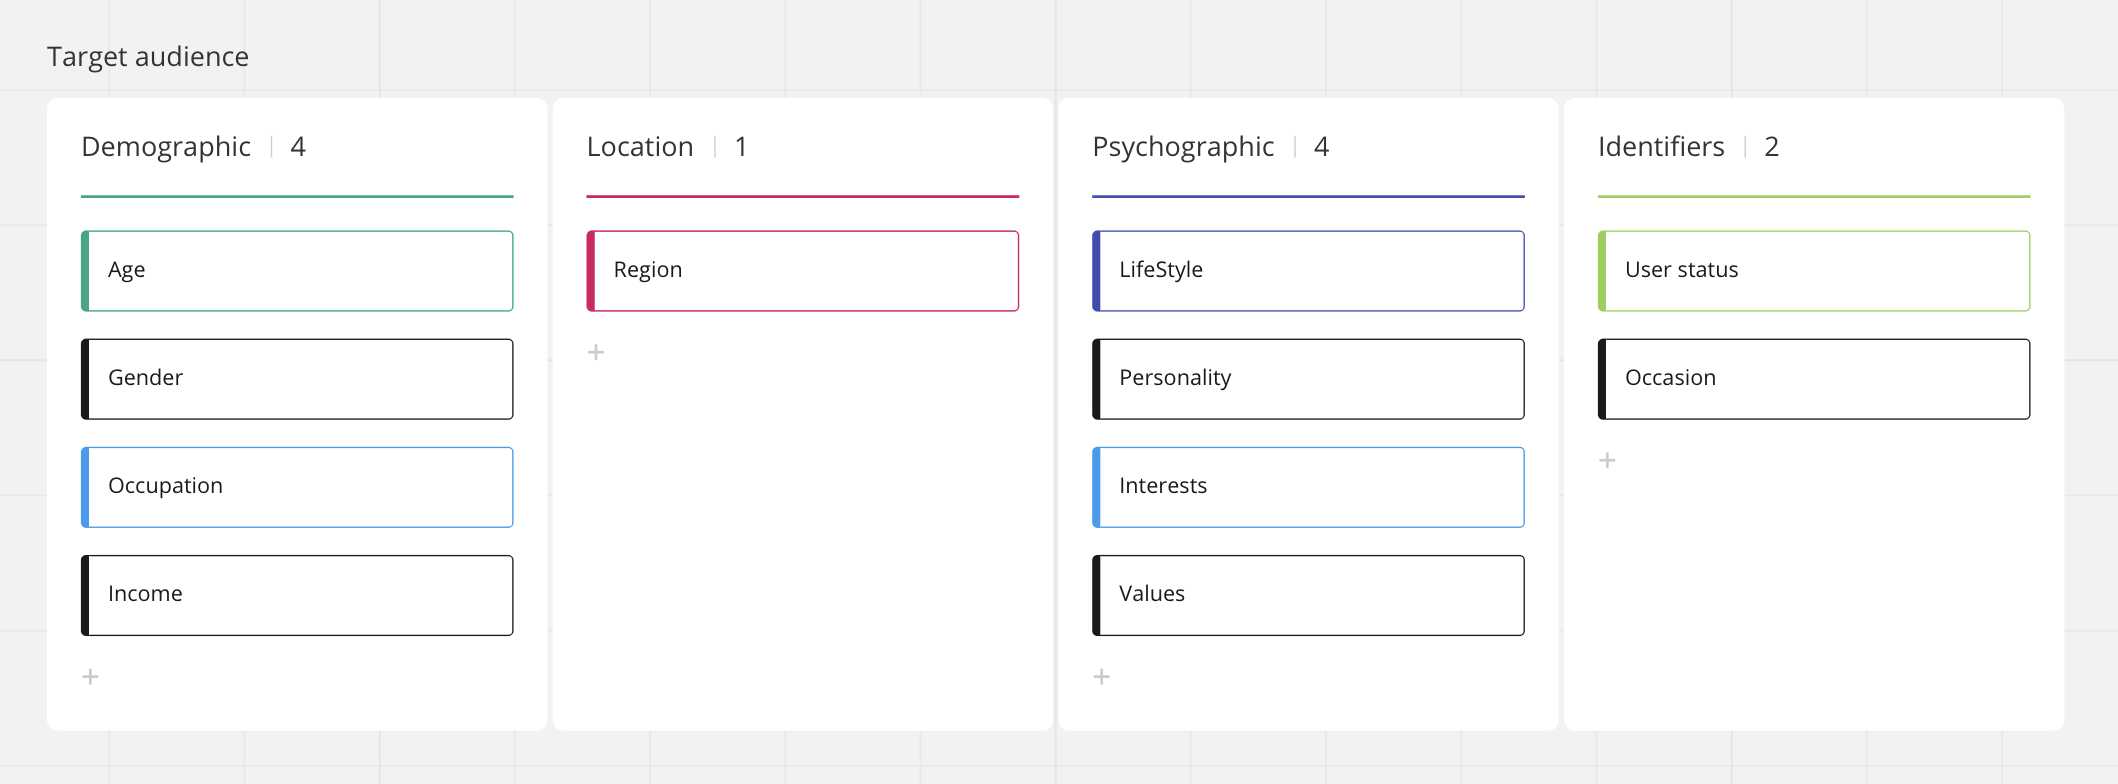 Target audience
Demographic | 4
Age
Gender
Occupation
Income
+
Location | 1
Region
+
Psychographic | 4
LifeStyle
Personality
Interests
Values
+
Identifiers | 2
User status
Occasion
+